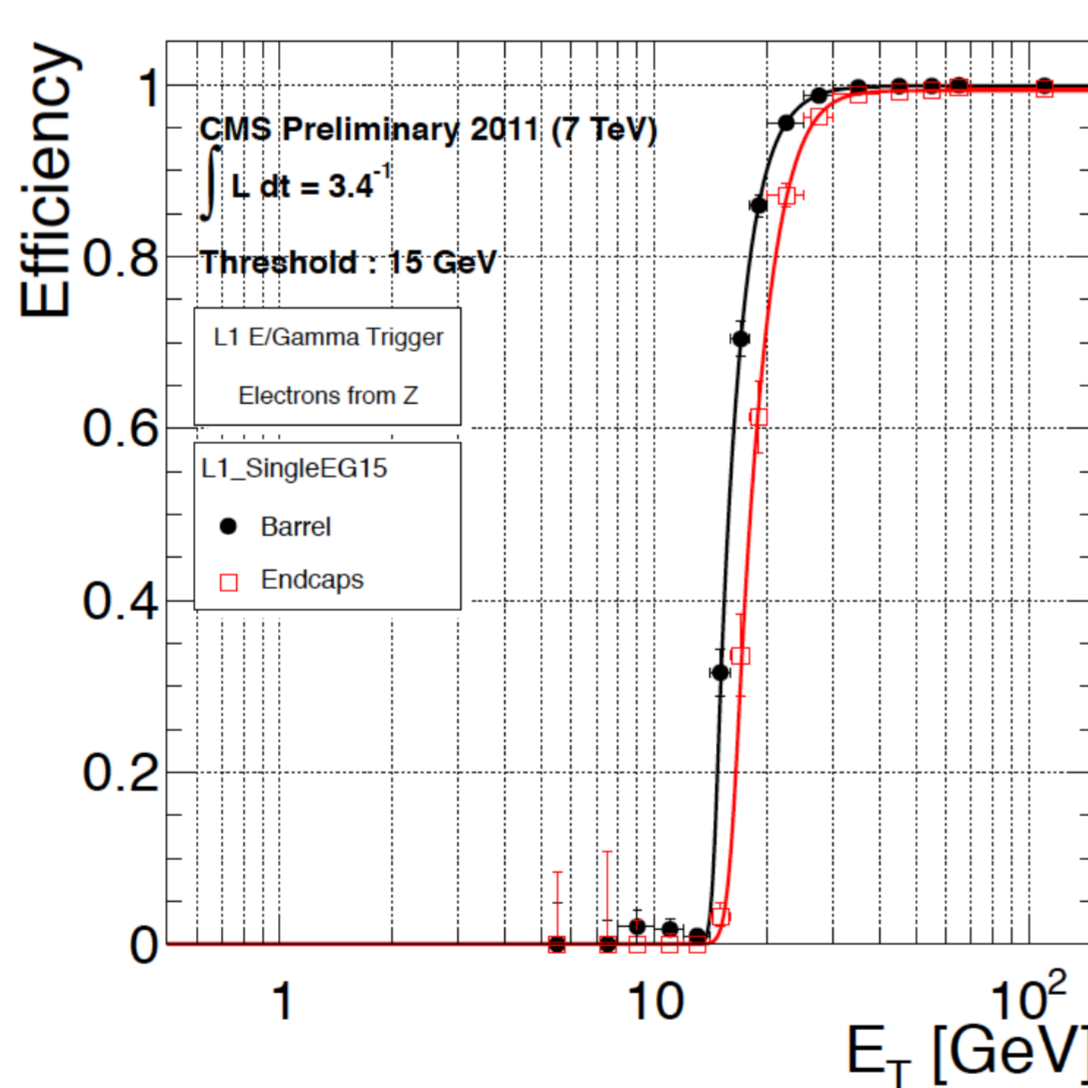 Efficiency
1
0.8
0.6
0.4
0.2
0
CMS Preliminary 2011 (7 TeV)
∫ L dt = 3.4⁻¹
Threshold : 15 GeV
L1 E/Gamma Trigger
Electrons from Z
L1_SingleEG15
Barrel
Endcaps
1 10 10²
E_T [GeV]